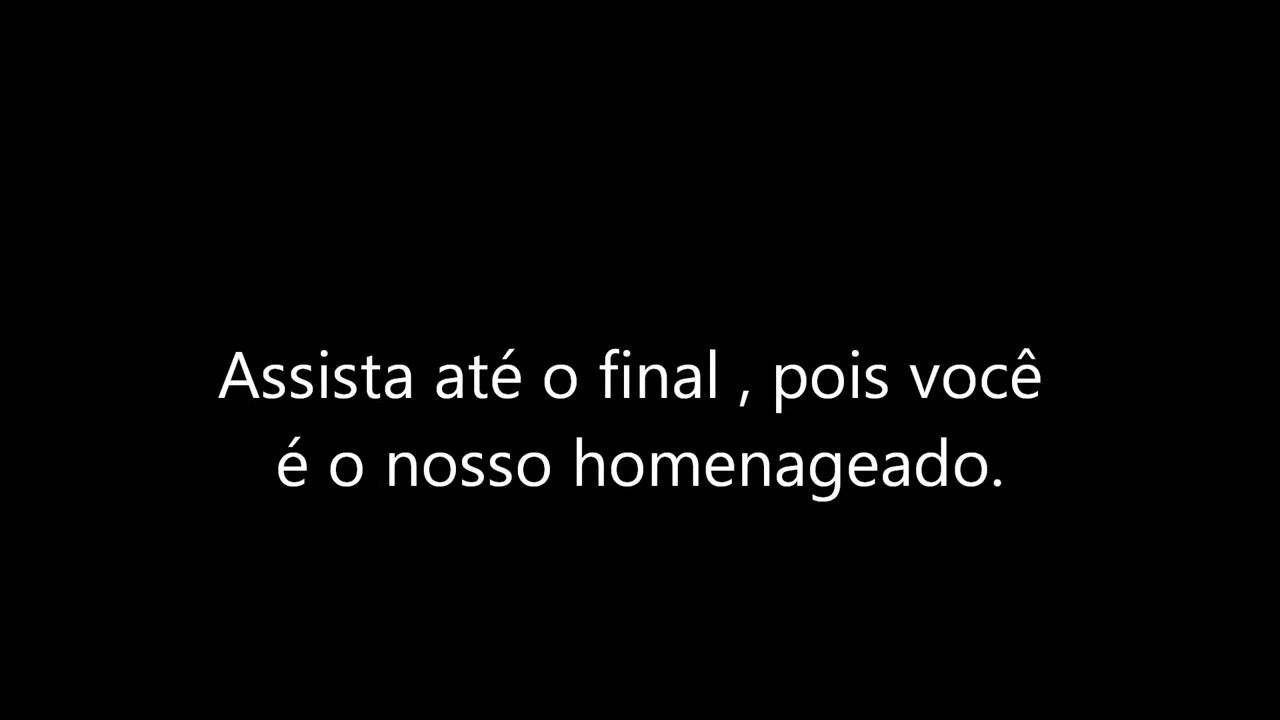 Assista até o final , pois você
é o nosso homenageado.